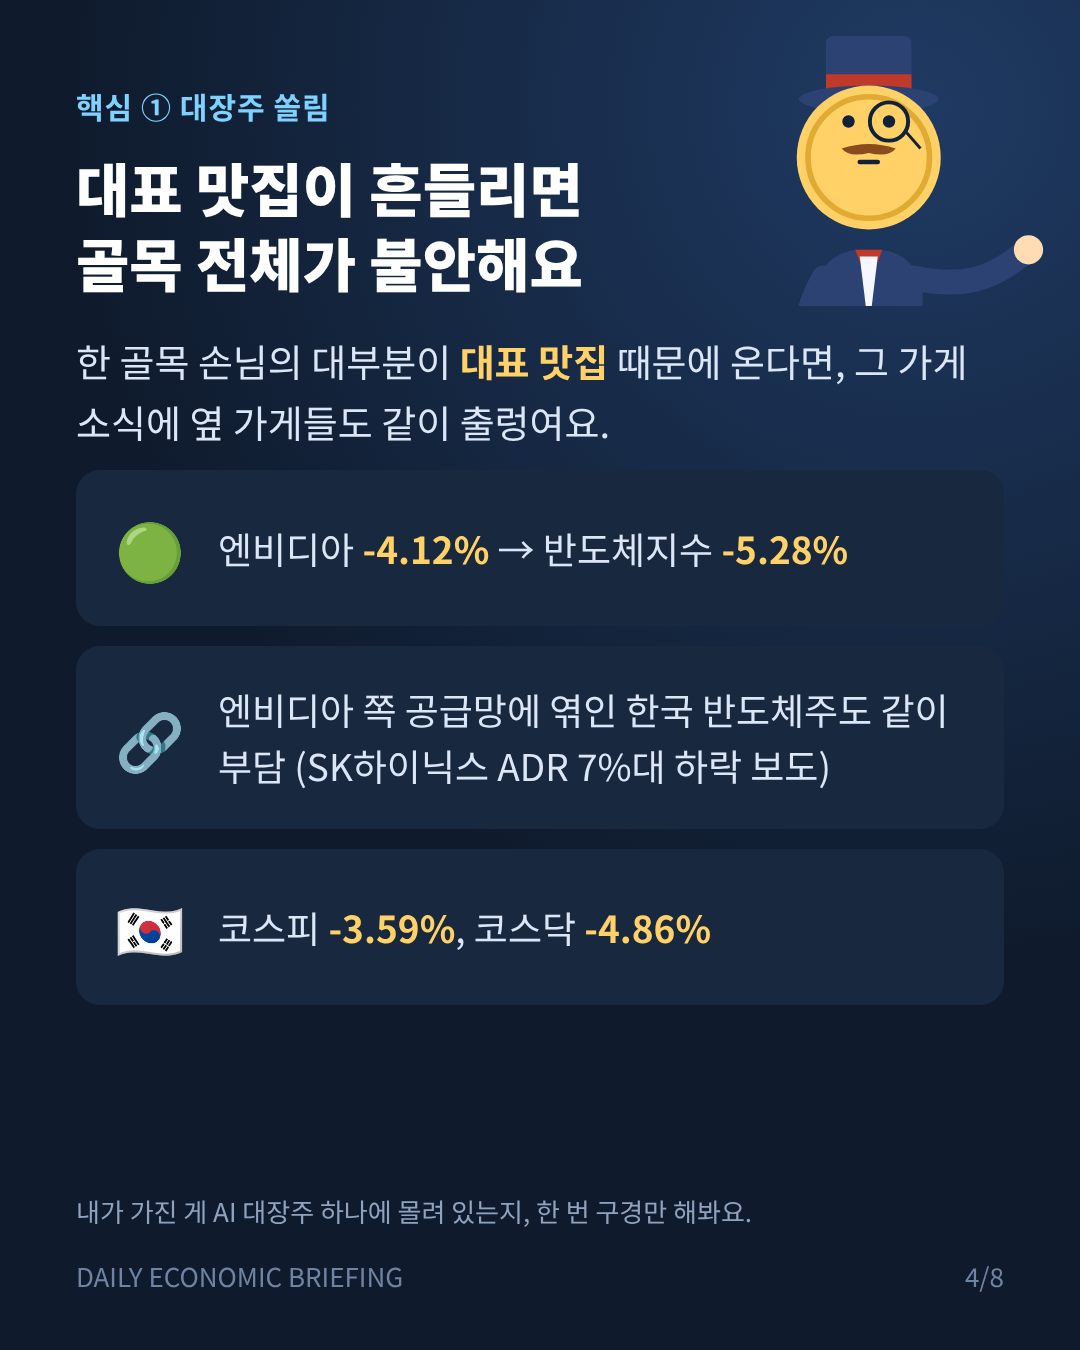 핵심 ① 대장주 쏠림
대표 맛집이 흔들리면
골목 전체가 불안해요
한 골목 손님의 대부분이 대표 맛집 때문에 온다면, 그 가게
소식에 옆 가게들도 같이 출렁여요.
엔비디아 -4.12% → 반도체지수 -5.28%
엔비디아 쪽 공급망에 엮인 한국 반도체주도 같이
부담 (SK하이닉스 ADR 7%대 하락 보도)
코스피 -3.59%, 코스닥 -4.86%
내가 가진 게 AI 대장주 하나에 몰려 있는지, 한 번 구경만 해봐요.
DAILY ECONOMIC BRIEFING
4/8